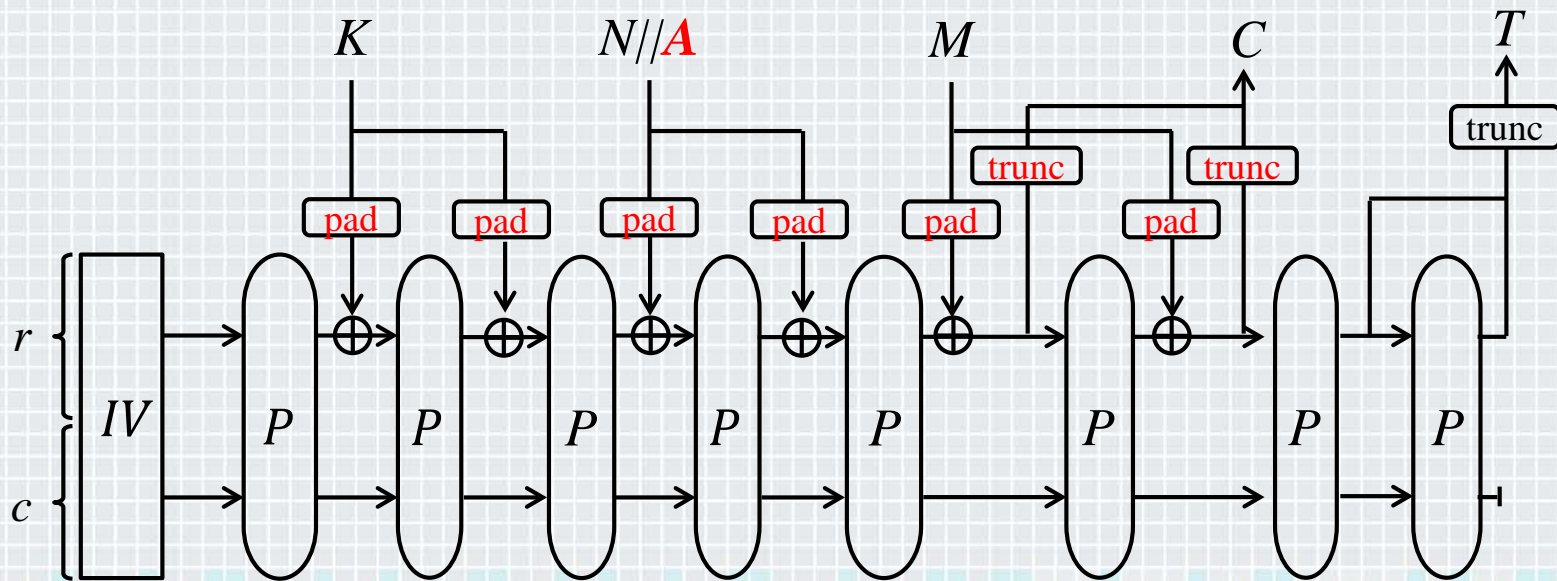 K N//A M C T
trunc
trunc trunc
pad pad pad pad pad pad
r
IV P P P P P P P P
c